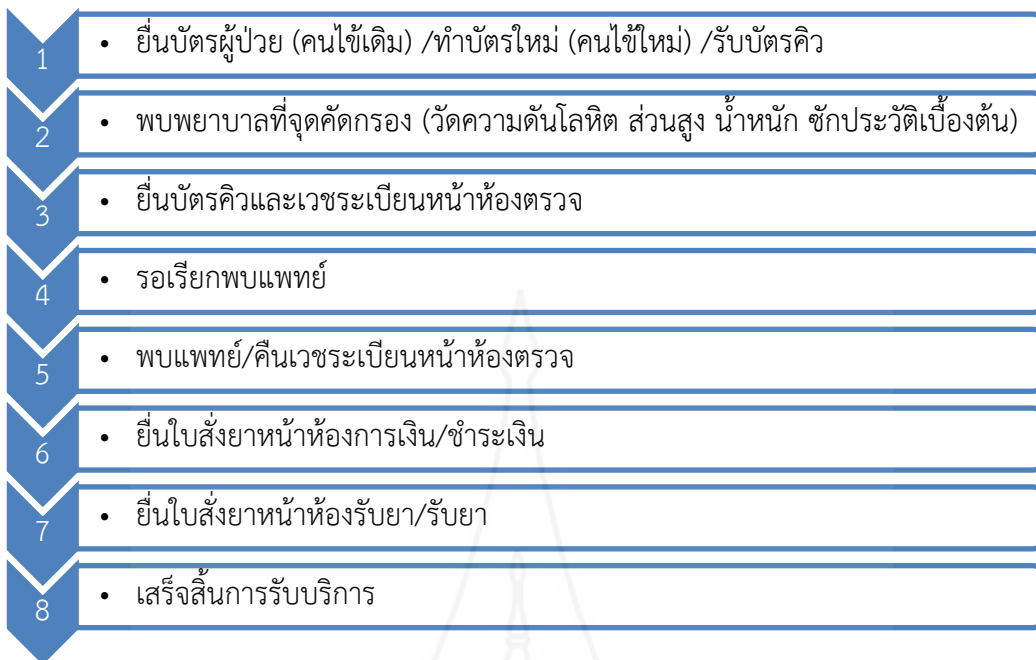 1 • ยื่นบัตรผู้ป่วย (คนไข้เดิม) /ทำบัตรใหม่ (คนไข้ใหม่) /รับบัตรคิว
2 • พบพยาบาลที่จุดคัดกรอง (วัดความดันโลหิต ส่วนสูง น้ำหนัก ซักประวัติเบื้องต้น)
3 • ยื่นบัตรคิวและเวชระเบียนหน้าห้องตรวจ
4 • รอเรียกพบแพทย์
5 • พบแพทย์/คืนเวชระเบียนหน้าห้องตรวจ
6 • ยื่นใบสั่งยาหน้าห้องการเงิน/ชำระเงิน
7 • ยื่นใบสั่งยาหน้าห้องรับยา/รับยา
8 • เสร็จสิ้นการรับบริการ